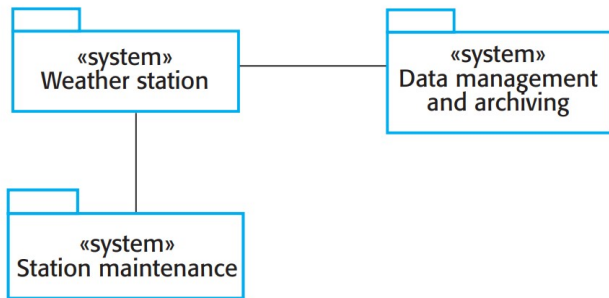 «system»
Weather station
«system»
Data management
and archiving
«system»
Station maintenance